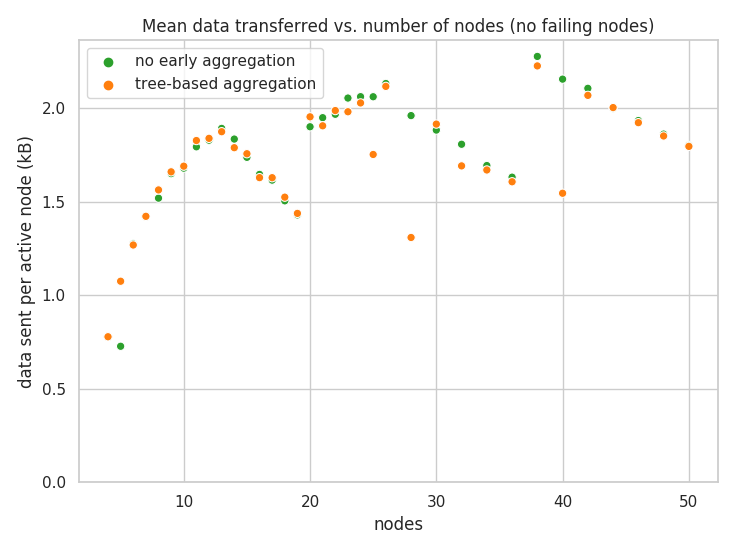 Mean data transferred vs. number of nodes (no failing nodes)
no early aggregation
tree-based aggregation
data sent per active node (kB)
2.0
1.5
1.0
0.5
0.0
10 20 30 40 50
nodes